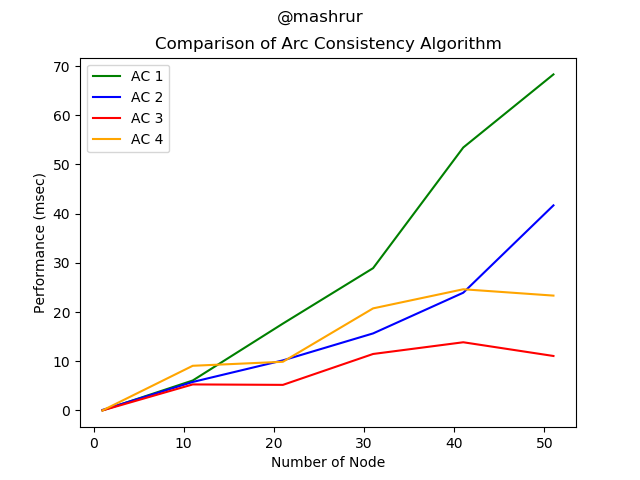 @mashrur
Comparison of Arc Consistency Algorithm
AC 1
AC 2
AC 3
AC 4
Performance (msec)
70
60
50
40
30
20
10
0
0 10 20 30 40 50
Number of Node